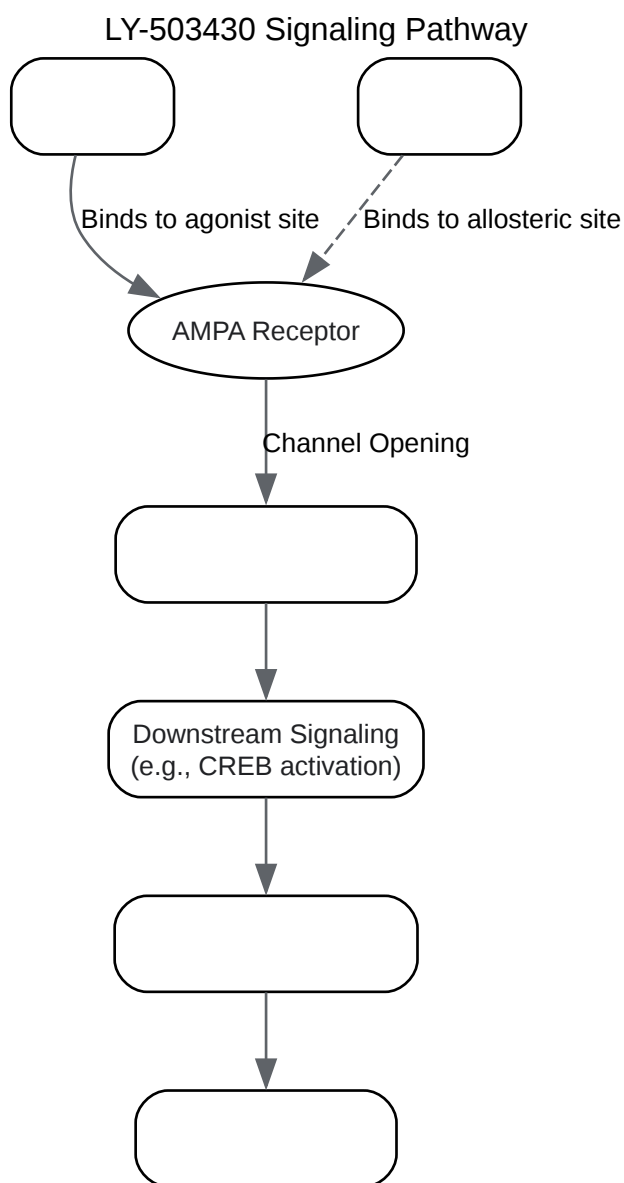 LY-503430 Signaling Pathway
Binds to agonist site
Binds to allosteric site
AMPA Receptor
Channel Opening
Downstream Signaling
(e.g., CREB activation)